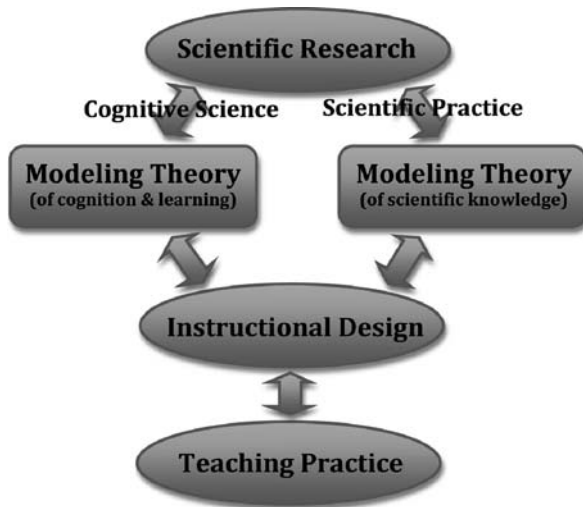 Scientific Research
Cognitive Science
Scientific Practice
Modeling Theory
(of cognition & learning)
Modeling Theory
(of scientific knowledge)
Instructional Design
Teaching Practice